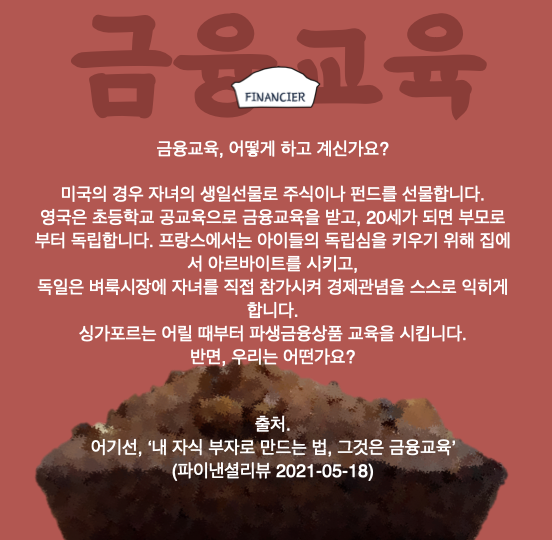 금융교육
FINANCIER
금융교육, 어떻게 하고 계신가요?
미국의 경우 자녀의 생일선물로 주식이나 펀드를 선물합니다.
영국은 초등학교 공교육으로 금융교육을 받고, 20세가 되면 부모로
부터 독립합니다. 프랑스에서는 아이들의 독립심을 키우기 위해 집에
서 아르바이트를 시키고,
독일은 벼룩시장에 자녀를 직접 참가시켜 경제관념을 스스로 익히게
합니다.
싱가포르는 어릴 때부터 파생금융상품 교육을 시킵니다.
반면, 우리는 어떤가요?
출처.
어기선, ‘내 자식 부자로 만드는 법, 그것은 금융교육’
(파이낸셜리뷰 2021-05-18)